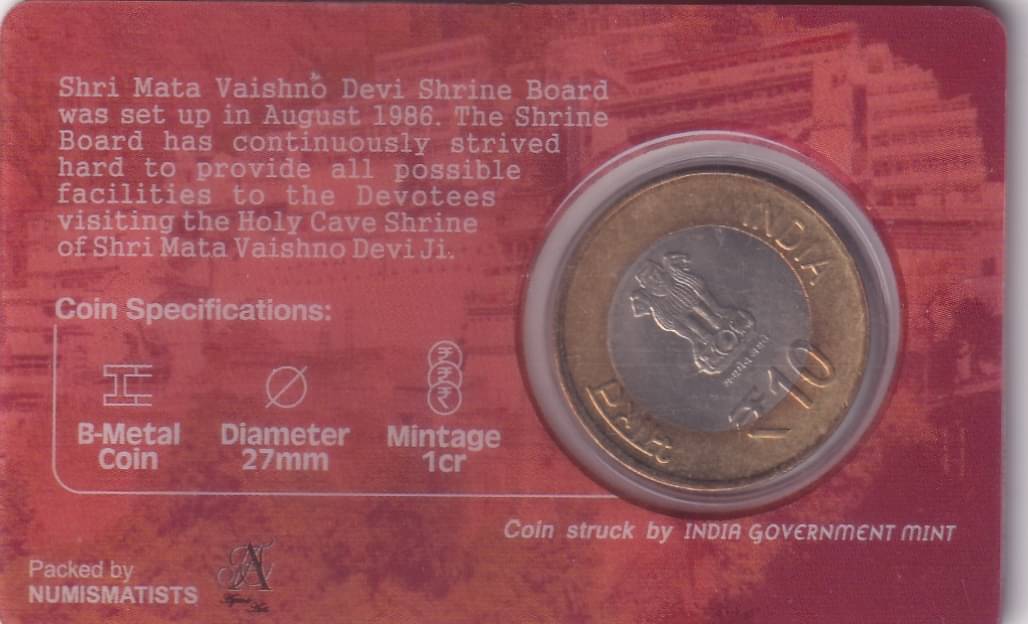 Shri Mata Vaishno Devi Shrine Board
was set up in August 1986. The Shrine
Board has continuously strived
hard to provide all possible
facilities to the Devotees
visiting the Holy Cave Shrine
of Shri Mata Vaishno Devi Ji.
Coin Specifications:
B-Metal
Coin
Diameter
27mm
Mintage
1cr
भारत
INDIA
सत्यमेव जयते
₹ 10
Coin struck by INDIA GOVERNMENT MINT
Packed by
NUMISMATISTS